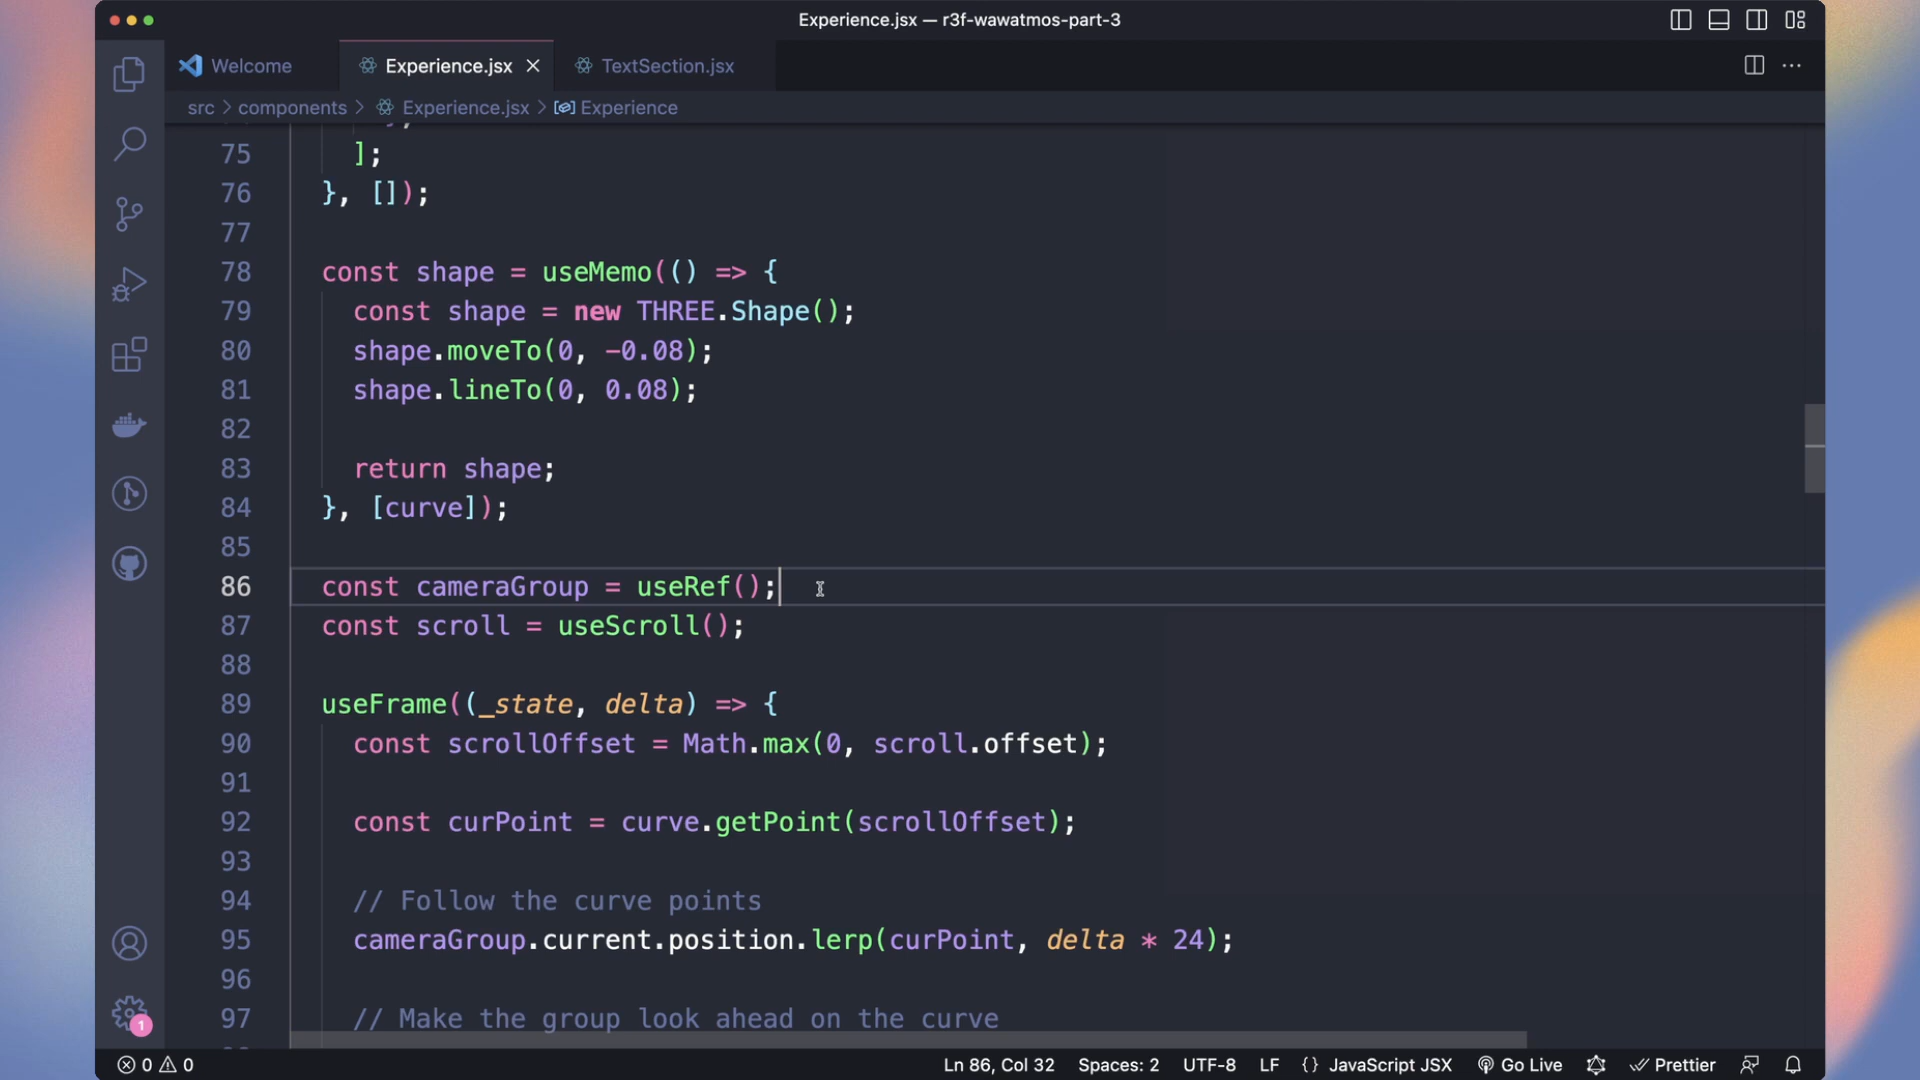 Experience.jsx — r3f-wawatmos-part-3
Welcome
Experience.jsx
TextSection.jsx
src > components > Experience.jsx > Experience
75 ];
76 }, []);
77
78 const shape = useMemo(() => {
79 const shape = new THREE.Shape();
80 shape.moveTo(0, -0.08);
81 shape.lineTo(0, 0.08);
82
83 return shape;
84 }, [curve]);
85
86 const cameraGroup = useRef();
87 const scroll = useScroll();
88
89 useFrame((_state, delta) => {
90 const scrollOffset = Math.max(0, scroll.offset);
91
92 const curPoint = curve.getPoint(scrollOffset);
93
94 // Follow the curve points
95 cameraGroup.current.position.lerp(curPoint, delta * 24);
96
97 // Make the group look ahead on the curve
1
0 0 Ln 86, Col 32 Spaces: 2 UTF-8 LF {} JavaScript JSX Go Live Prettier